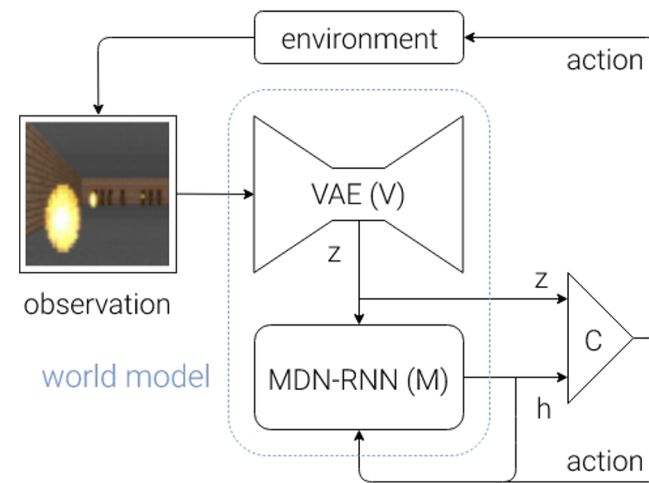 environment
action
VAE (V)
z
z
observation
C
world model
MDN-RNN (M)
h
action